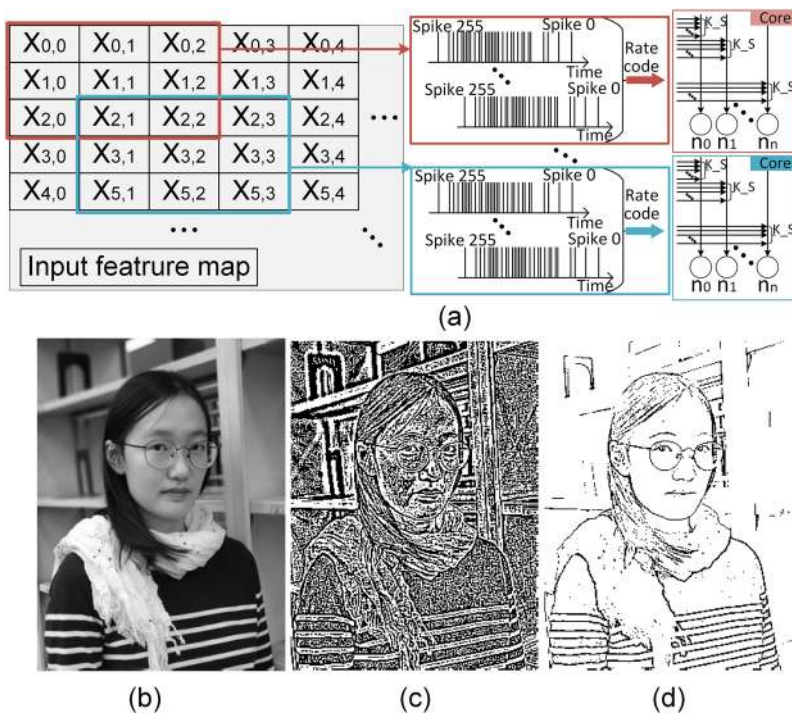 X0,0 X0,1 X0,2 X0,3 X0,4
X1,0 X1,1 X1,2 X1,3 X1,4
X2,0 X2,1 X2,2 X2,3 X2,4
X3,0 X3,1 X3,2 X3,3 X3,4
X4,0 X5,1 X5,2 X5,3 X5,4
Input featrure map
Spike 255 Spike 0
Time
Spike 255 Spike 0
Time
Rate
code
Core
K_S
K_S
K_S
n0 n1 nn
Spike 255 Spike 0
Spike 255 Spike 0
Time
Rate
code
Core
K_S
K_S
K_S
n0 n1 nn
(a)
(b) (c) (d)